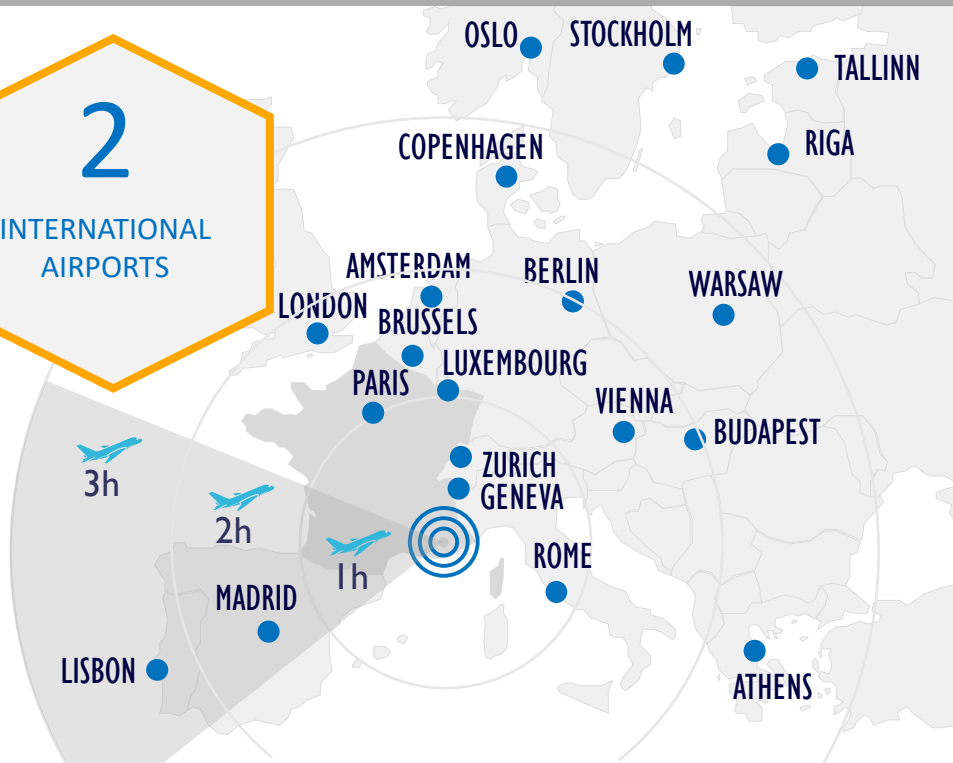 OSLO
STOCKHOLM
TALLINN
2
INTERNATIONAL
AIRPORTS
COPENHAGEN
RIGA
AMSTERDAM
BERLIN
WARSAW
LONDON
BRUSSELS
LUXEMBOURG
PARIS
VIENNA
BUDAPEST
3h
ZURICH
GENEVA
2h
1h
ROME
MADRID
LISBON
ATHENS